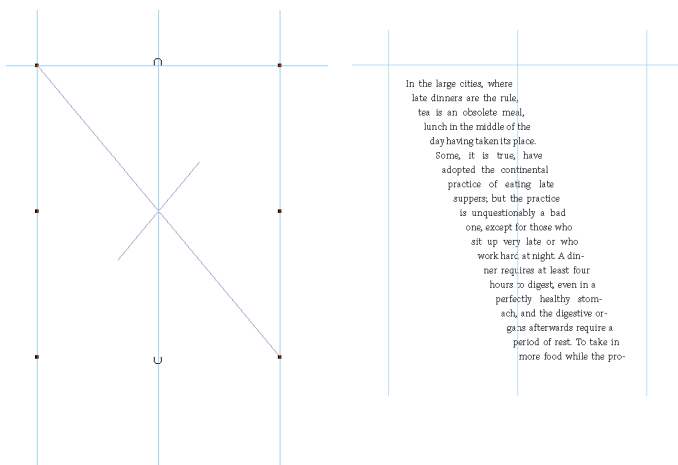 In the large cities, where
late dinners are the rule,
tea is an obsolete meal,
lunch in the middle of the
day having taken its place.
Some, it is true, have
adopted the continental
practice of eating late
suppers; but the practice
is unquestionably a bad
one, except for those who
sit up very late or who
work hard at night. A din-
ner requires at least four
hours to digest, even in a
perfectly healthy stom-
ach, and the digestive or-
gans afterwards require a
period of rest. To take in
more food while the pro-